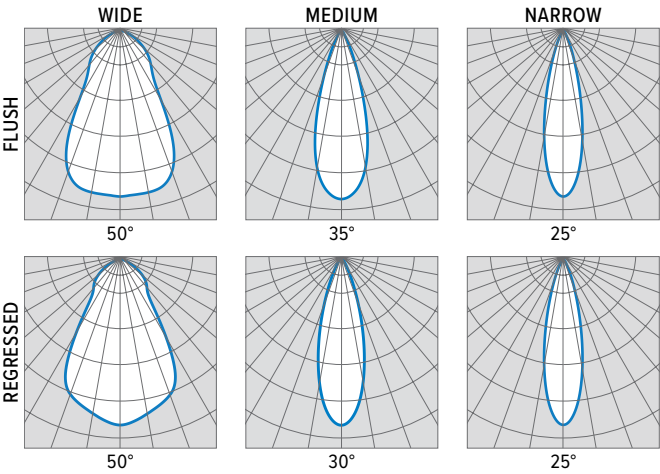 WIDE MEDIUM NARROW
FLUSH
50° 35° 25°
REGRESSED
50° 30° 25°